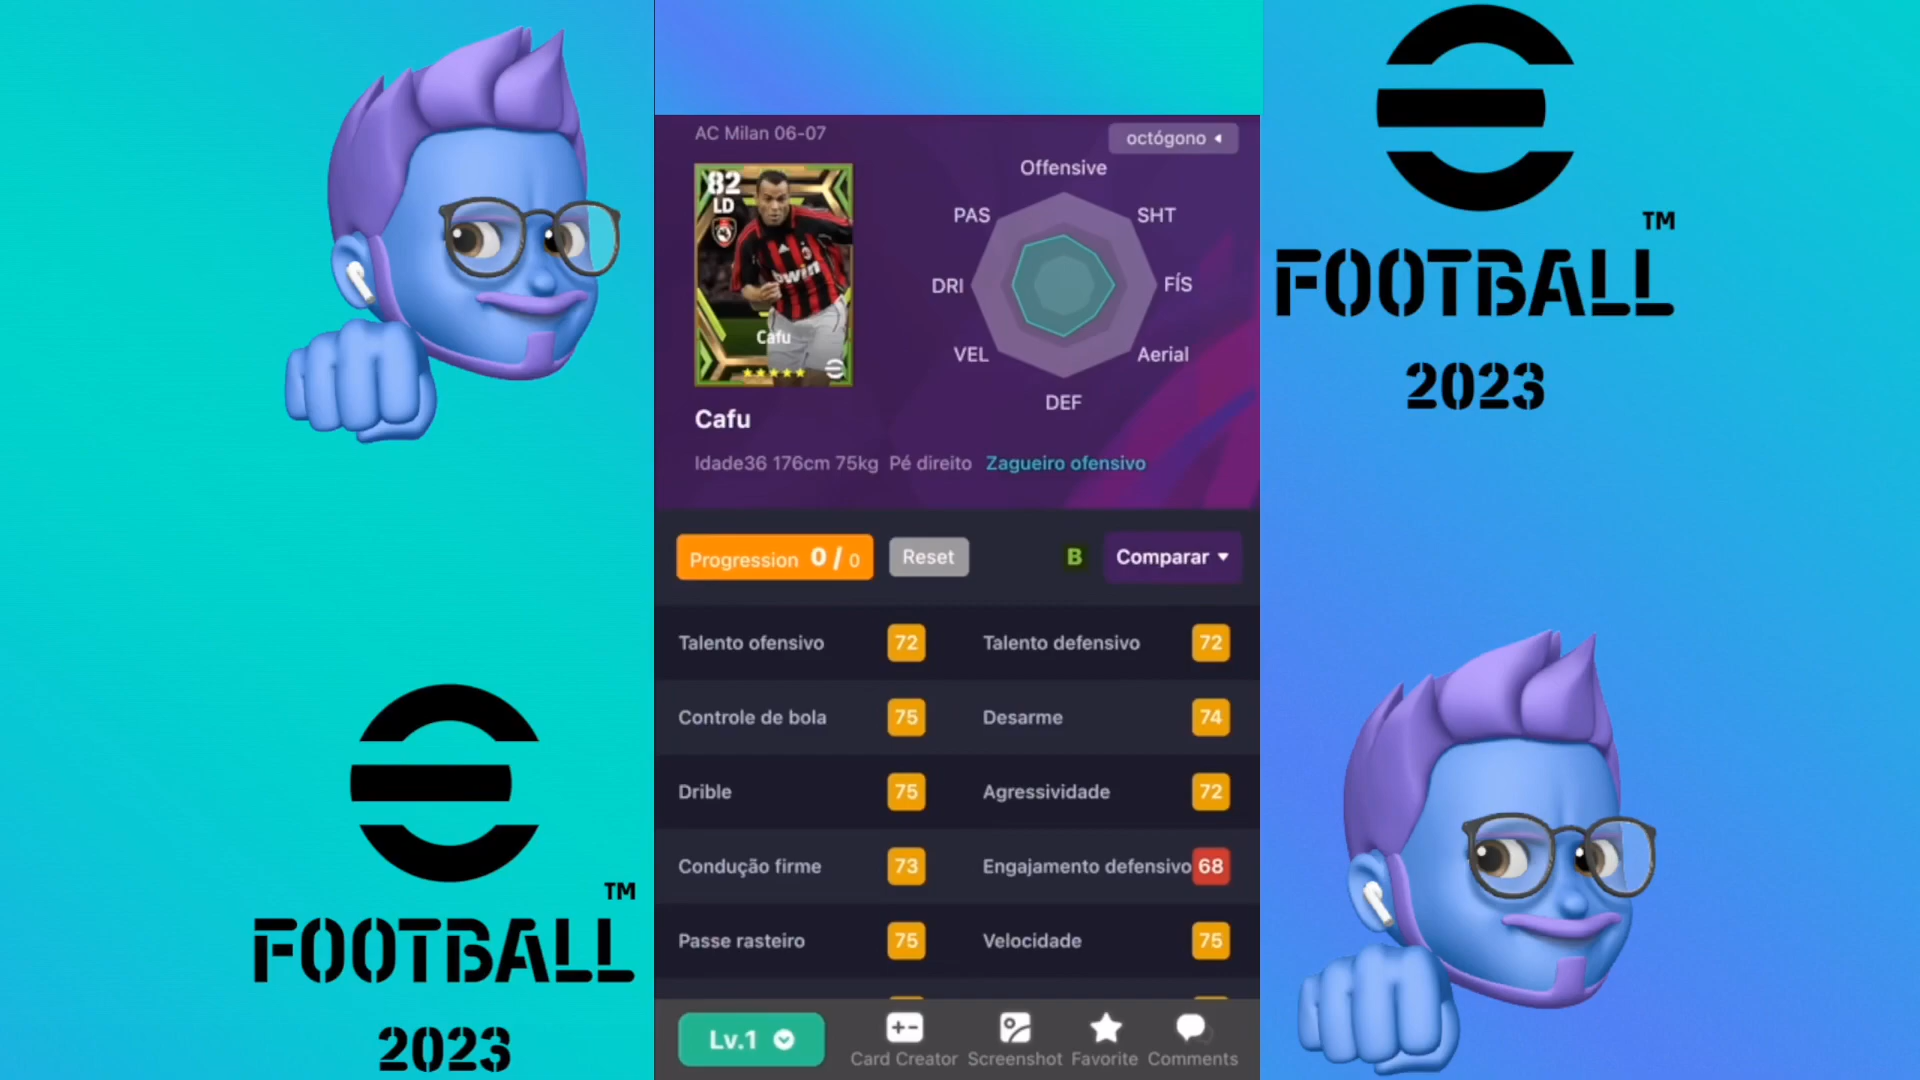 AC Milan 06-07
octógono
Offensive
PAS
SHT
DRI
FÍS
VEL
Aerial
DEF
82
LD
bwin
Cafu
Cafu
Idade36 176cm 75kg Pé direito Zagueiro ofensivo
Progression 0 / 0
Reset
B
Comparar
Talento ofensivo 72
Talento defensivo 72
Controle de bola 75
Desarme 74
Drible 75
Agressividade 72
Condução firme 73
Engajamento defensivo 68
Passe rasteiro 75
Velocidade 75
Lv.1
Card Creator
Screenshot
Favorite
Comments
TM
FOOTBALL
2023
TM
FOOTBALL
2023